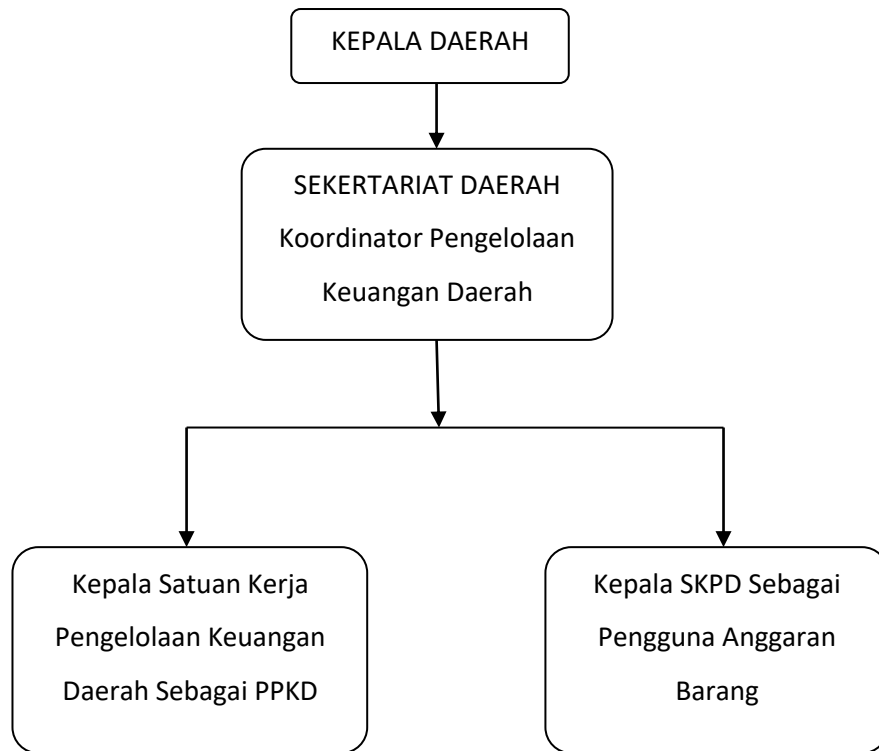 KEPALA DAERAH
SEKERTARIAT DAERAH
Koordinator Pengelolaan
Keuangan Daerah
Kepala Satuan Kerja
Pengelolaan Keuangan
Daerah Sebagai PPKD
Kepala SKPD Sebagai
Pengguna Anggaran
Barang